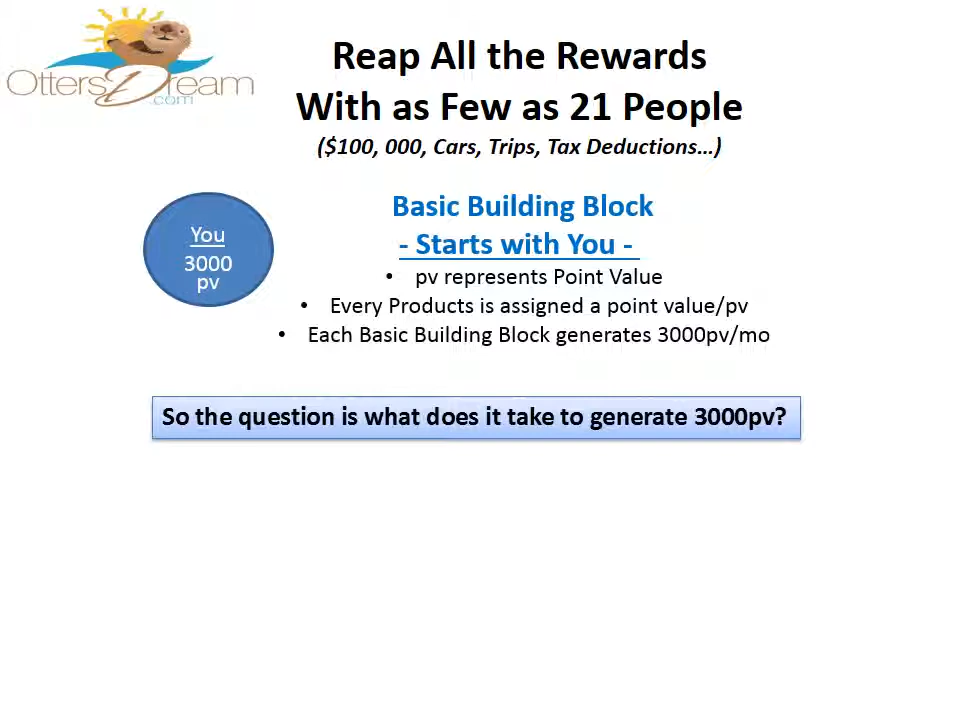 OttersDream
.com
Reap All the Rewards
With as Few as 21 People
($100, 000, Cars, Trips, Tax Deductions...)
You
3000
pv
Basic Building Block
- Starts with You -
• pv represents Point Value
• Every Products is assigned a point value/pv
• Each Basic Building Block generates 3000pv/mo
So the question is what does it take to generate 3000pv?